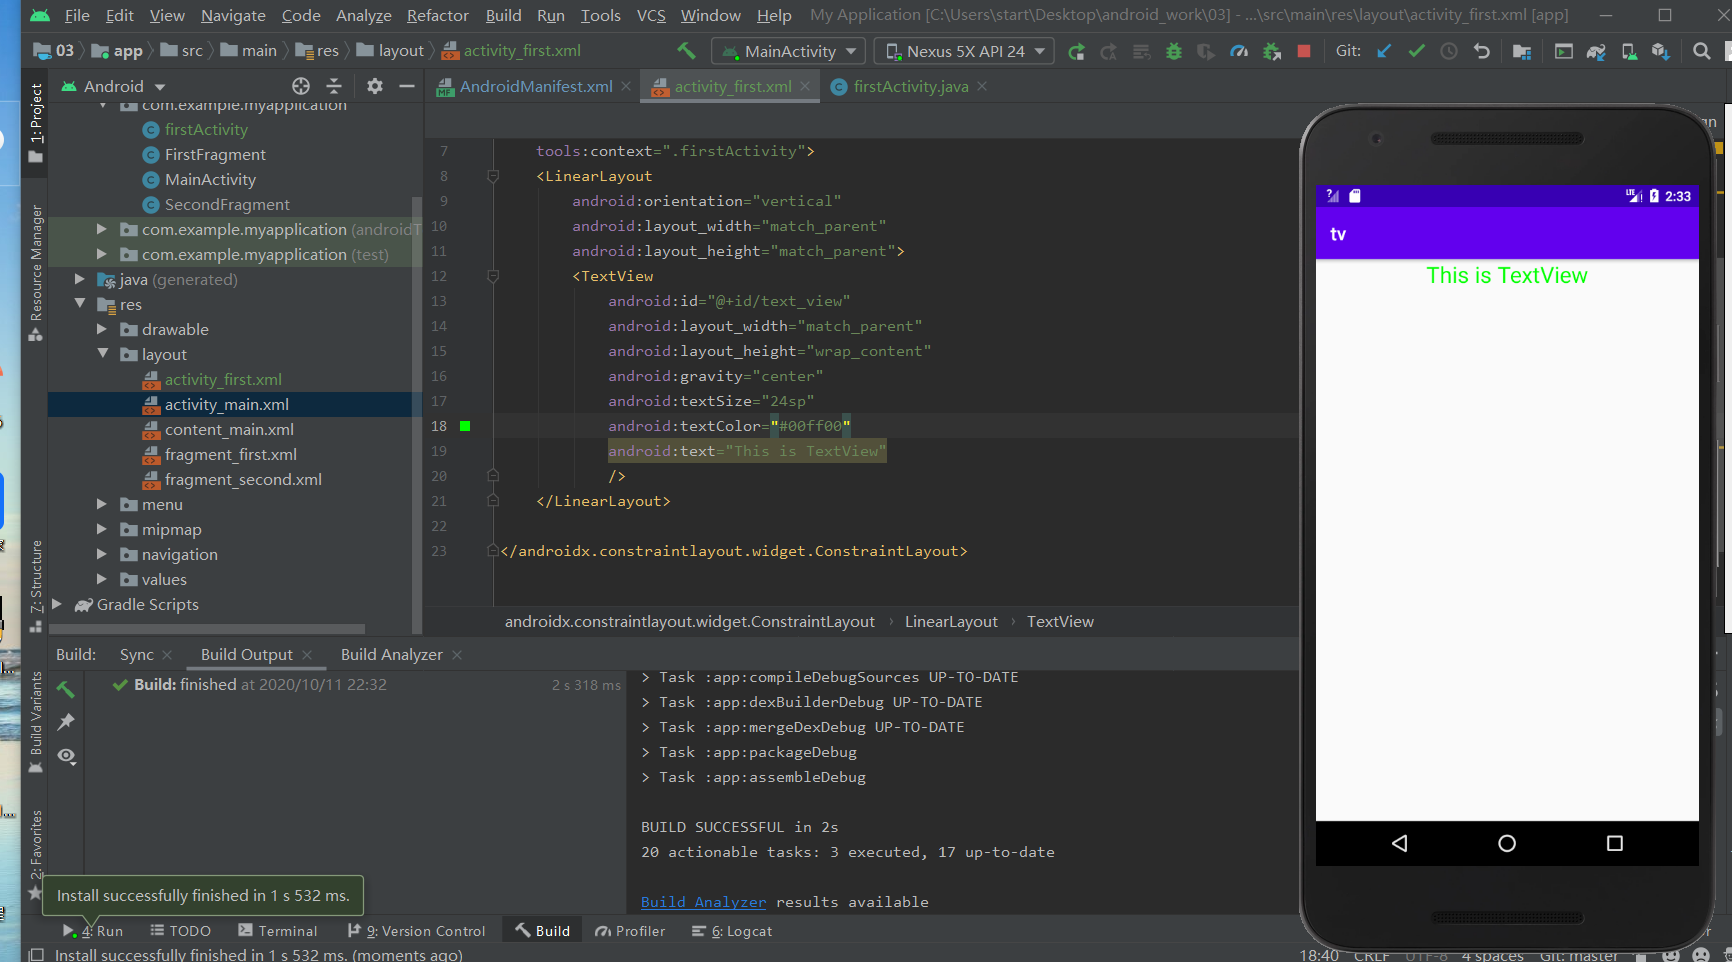 File Edit View Navigate Code Analyze Refactor Build Run Tools VCS Window Help My Application [C:\Users\start\Desktop\android_work\03] - ...\src\main\res\layout\activity_first.xml [app]
03 app src main res layout activity_first.xml MainActivity Nexus 5X API 24 Git:
Android
AndroidManifest.xml activity_first.xml firstActivity.java
1: Project
Resource Manager
Z: Structure
Build Variants
2: Favorites
com.example.myapplication
firstActivity
FirstFragment
MainActivity
SecondFragment
com.example.myapplication (androidT
com.example.myapplication (test)
java (generated)
res
drawable
layout
activity_first.xml
activity_main.xml
content_main.xml
fragment_first.xml
fragment_second.xml
menu
mipmap
navigation
values
Gradle Scripts
7 tools:context=".firstActivity">
8 <LinearLayout
9 android:orientation="vertical"
10 android:layout_width="match_parent"
11 android:layout_height="match_parent">
12 <TextView
13 android:id="@+id/text_view"
14 android:layout_width="match_parent"
15 android:layout_height="wrap_content"
16 android:gravity="center"
17 android:textSize="24sp"
18 android:textColor="#00ff00"
19 android:text="This is TextView"
20 />
21 </LinearLayout>
22
23 </androidx.constraintlayout.widget.ConstraintLayout>
androidx.constraintlayout.widget.ConstraintLayout › LinearLayout › TextView
LTE 2:33
tv
This is TextView
Build: Sync Build Output Build Analyzer
Build: finished at 2020/10/11 22:32 2 s 318 ms
> Task :app:compileDebugSources UP-TO-DATE
> Task :app:dexBuilderDebug UP-TO-DATE
> Task :app:mergeDexDebug UP-TO-DATE
> Task :app:packageDebug
> Task :app:assembleDebug
BUILD SUCCESSFUL in 2s
20 actionable tasks: 3 executed, 17 up-to-date
Build Analyzer results available
Install successfully finished in 1 s 532 ms.
4: Run TODO Terminal 9: Version Control Build Profiler 6: Logcat
Install successfully finished in 1 s 532 ms. (moments ago) 18:40 CRLF UTF-8 4 spaces Git: master